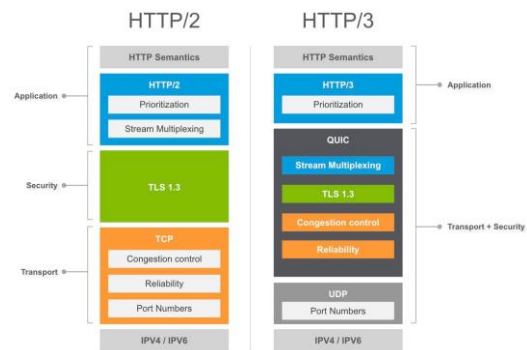 HTTP/2
HTTP Semantics
HTTP/2
Prioritization
Stream Multiplexing
Application
TLS 1.3
Security
TCP
Congestion control
Reliability
Port Numbers
Transport
IPV4 / IPV6
HTTP/3
HTTP Semantics
HTTP/3
Prioritization
Application
QUIC
Stream Multiplexing
TLS 1.3
Congestion control
Reliability
Transport + Security
UDP
Port Numbers
IPV4 / IPV6